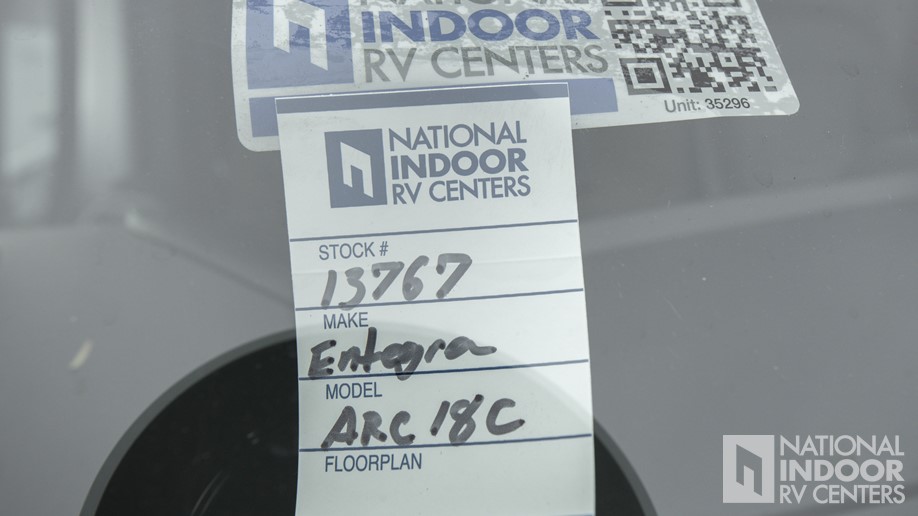 NATIONAL
INDOOR
RV CENTERS
Unit: 35296
NATIONAL
INDOOR
RV CENTERS
STOCK #
13767
MAKE
Entegra
MODEL
ARC 18C
FLOORPLAN
NATIONAL
INDOOR
RV CENTERS